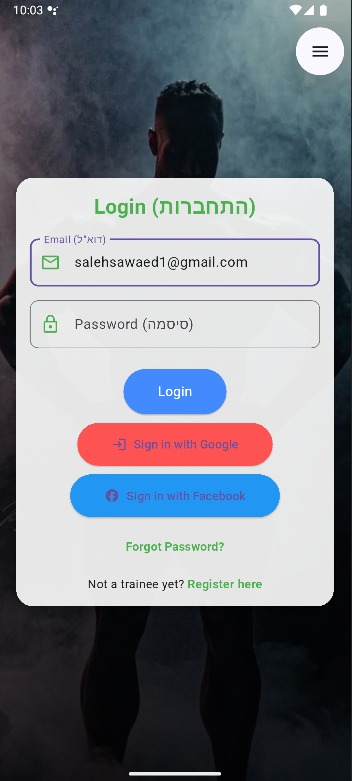 10:03
Login (התחברות)
Email (דוא"ל)
salehsawaed1@gmail.com
Password (סיסמה)
Login
Sign in with Google
Sign in with Facebook
Forgot Password?
Not a trainee yet? Register here